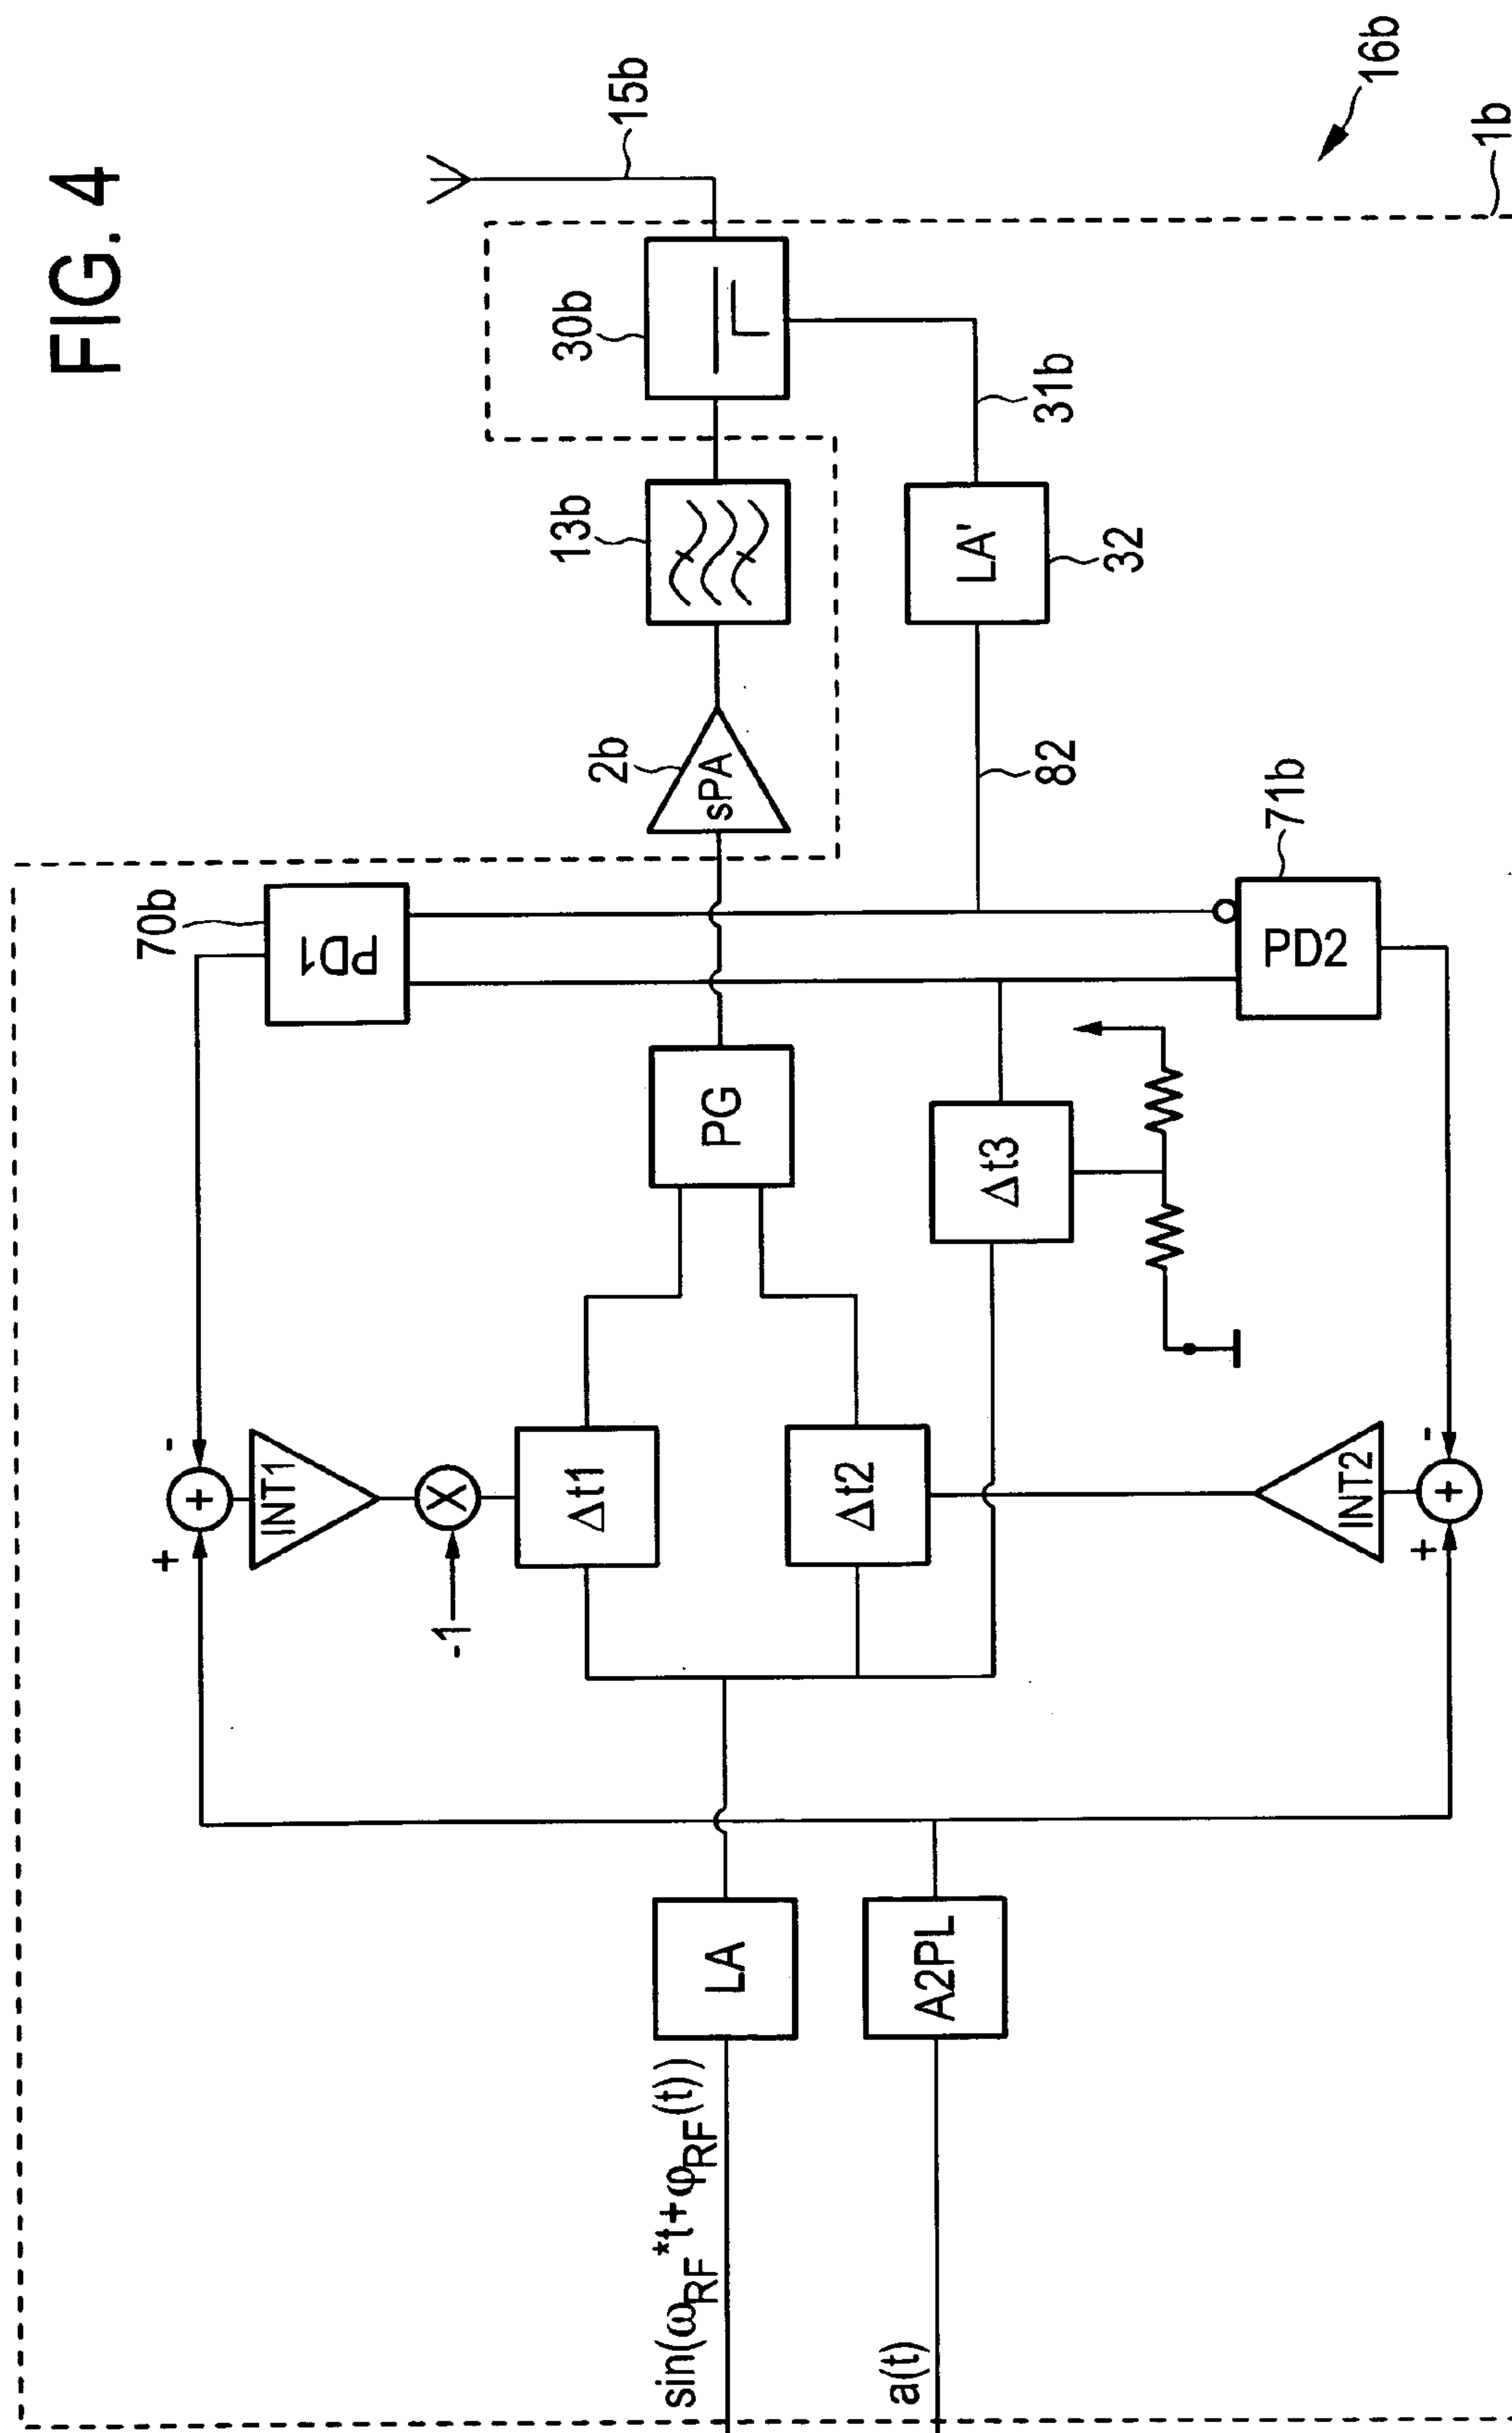 FIG. 4
16b
1b
15b
30b
31b
13b
LA'
32
2b
sPA
82
70b
PD1
71b
PD2
PG
Δt3
-
+
+
INT1
X
-1
Δt1
Δt2
INT2
-
+
+
LA
A2PL
sin(ωRF*t+φRF(t))
a(t)